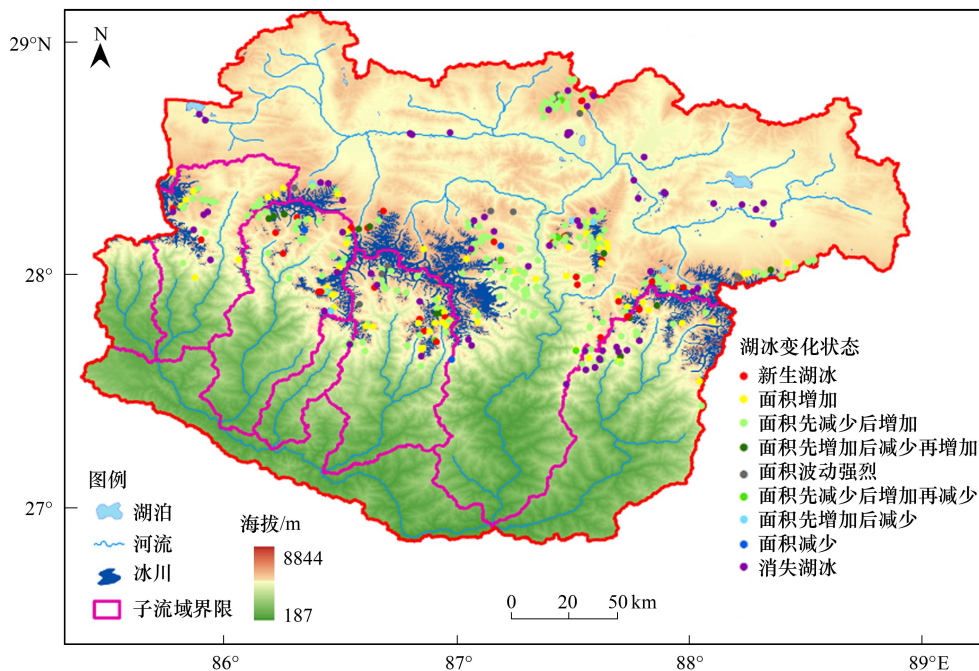 29°N
N
28°
27°
86°
87°
88°
89°E
图例
湖泊
河流
冰川
子流域界限
海拔/m
8844
187
0 20 50 km
湖冰变化状态
新生湖冰
面积增加
面积先减少后增加
面积先增加后减少再增加
面积波动强烈
面积先减少后增加再减少
面积先增加后减少
面积减少
消失湖冰